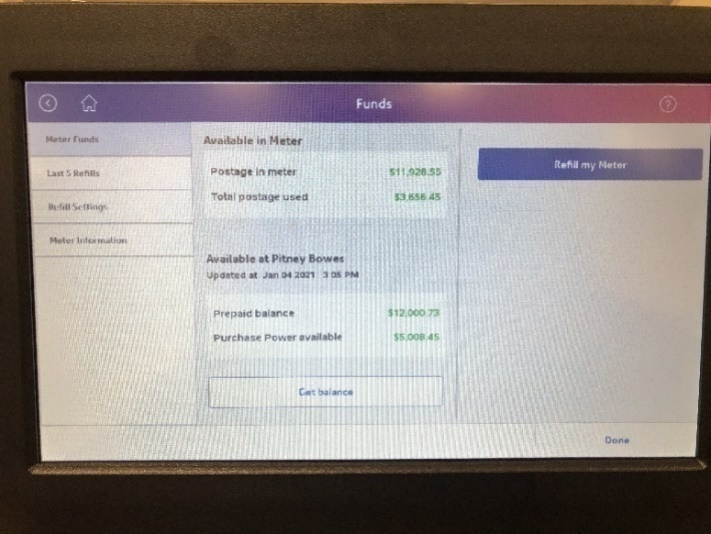 Funds
?
Meter Funds
Last 5 Refills
Refill Settings
Meter Information
Available in Meter
Postage in meter $11,928.55
Total postage used $3,656.45
Available at Pitney Bowes
Updated at Jan 04 2021 3:05 PM
Prepaid balance $12,000.73
Purchase Power available $5,008.45
Get balance
Refill my Meter
Done